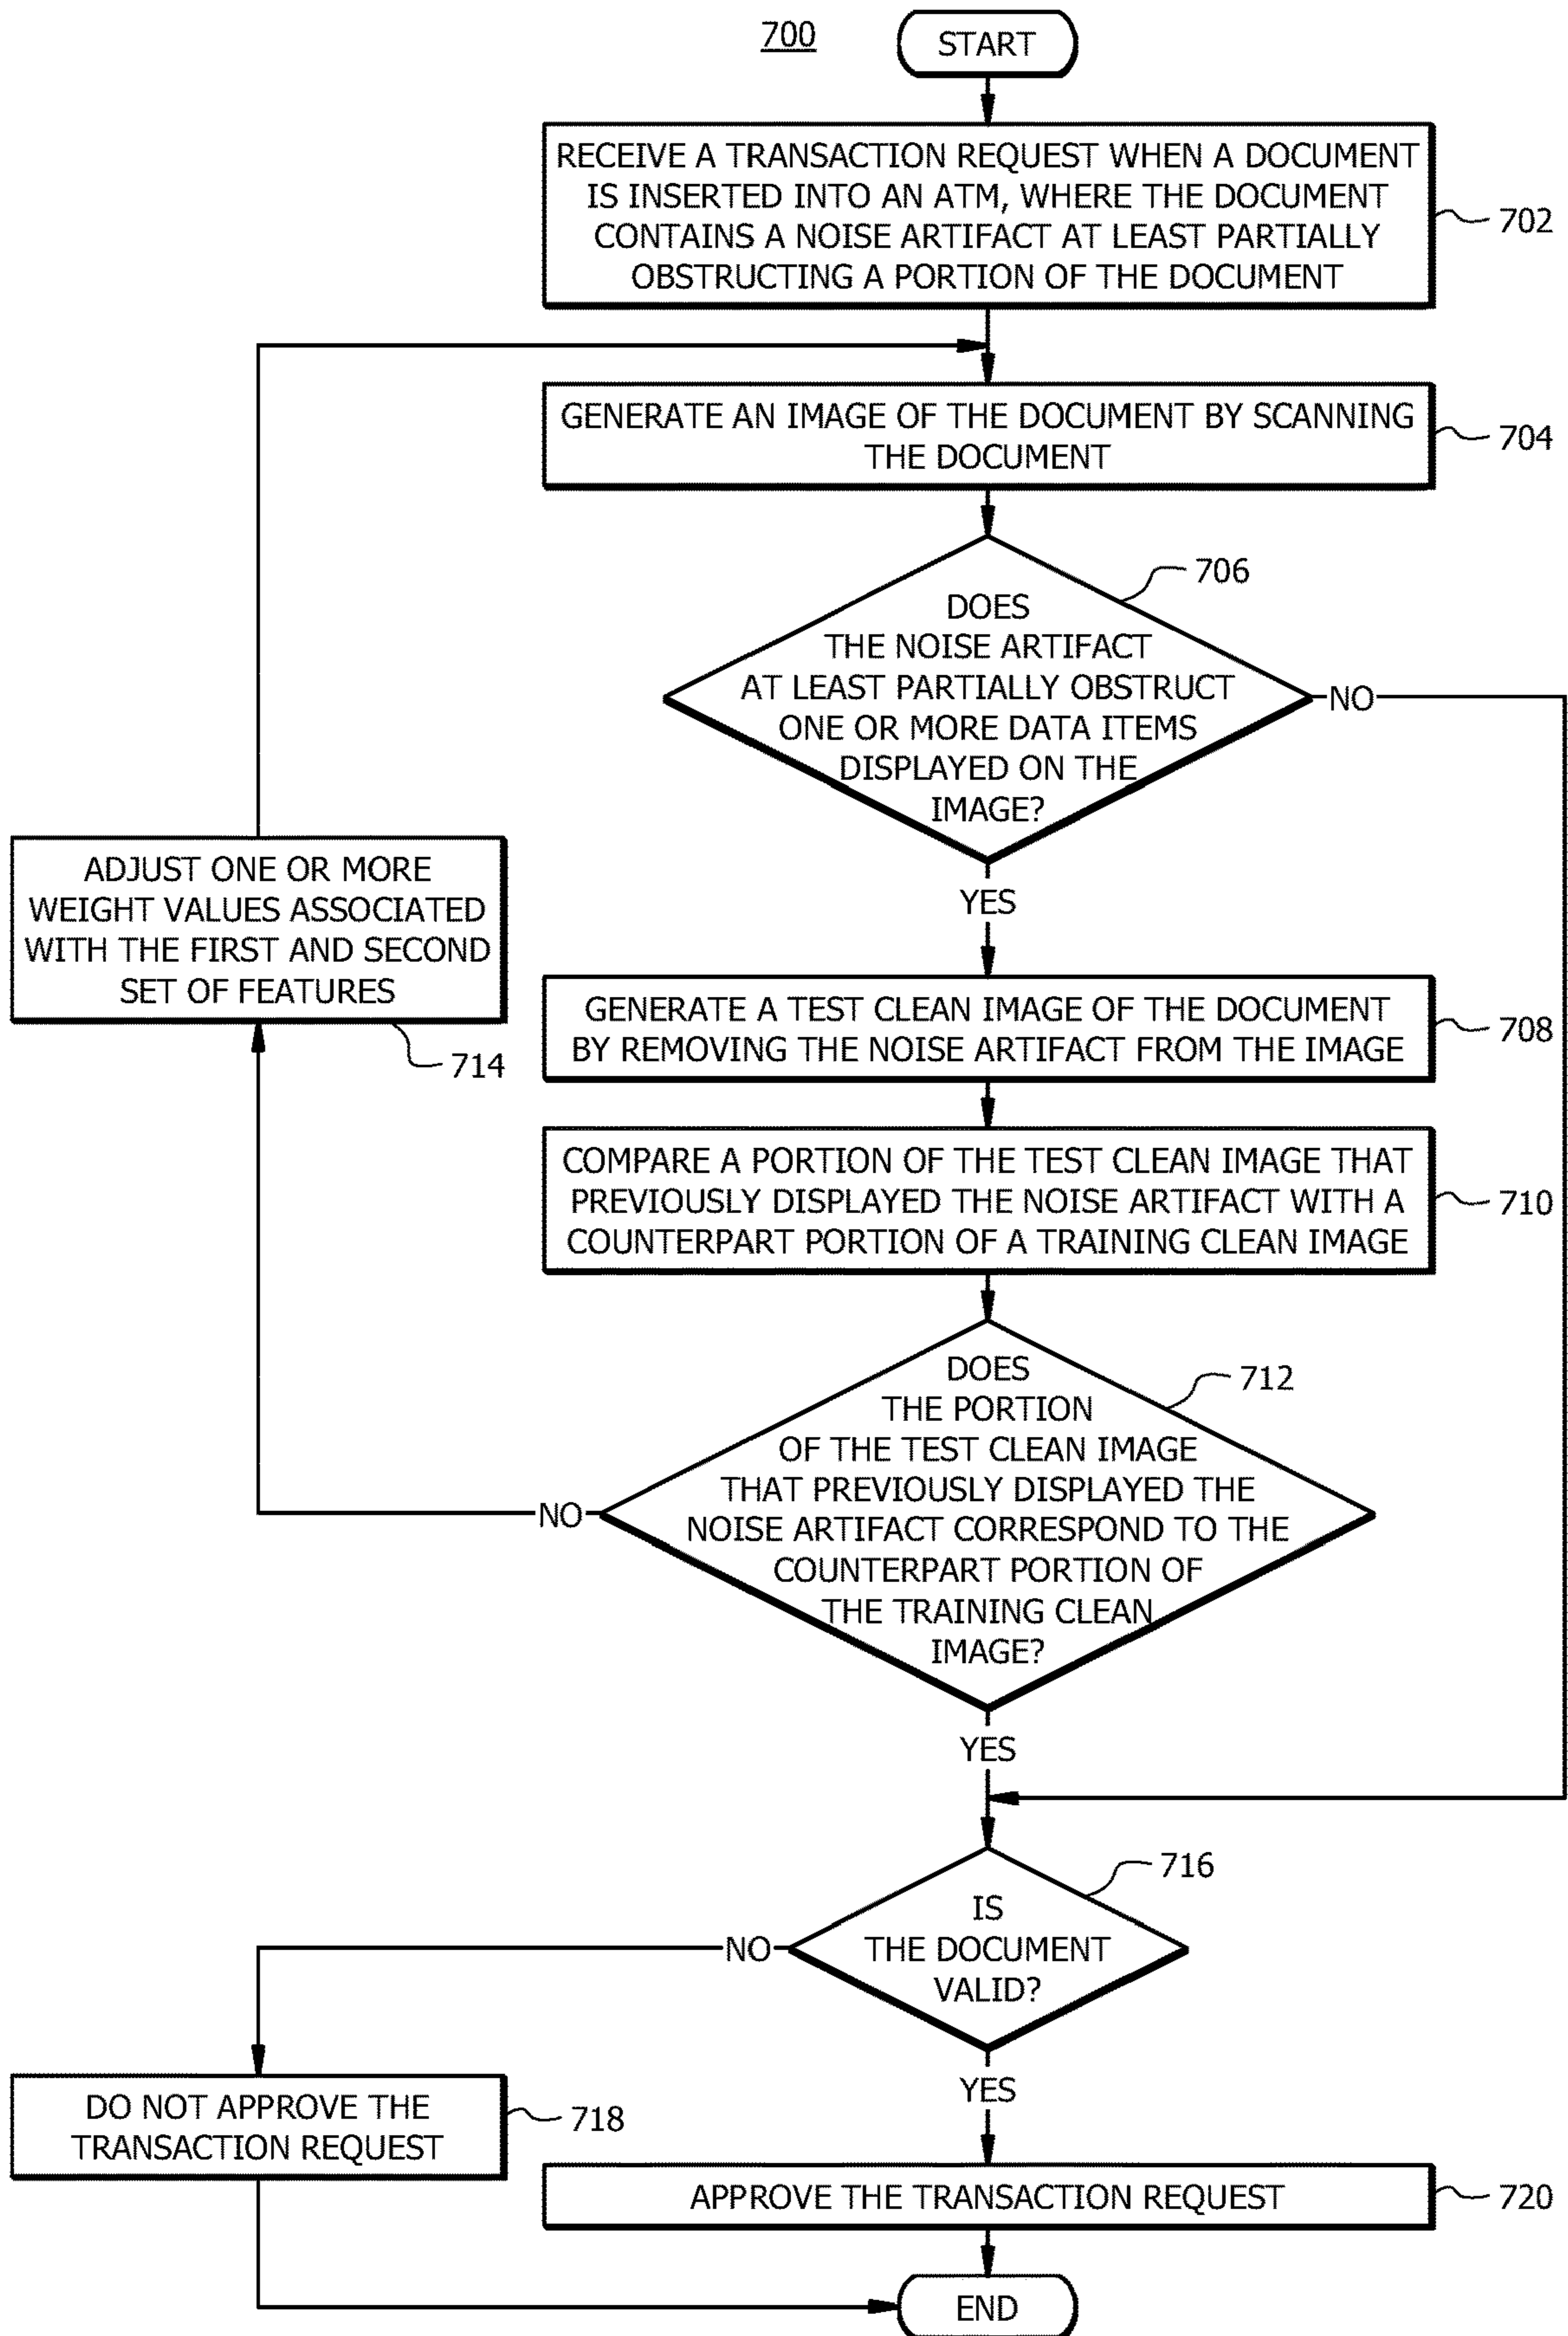 700
START
RECEIVE A TRANSACTION REQUEST WHEN A DOCUMENT
IS INSERTED INTO AN ATM, WHERE THE DOCUMENT
CONTAINS A NOISE ARTIFACT AT LEAST PARTIALLY
OBSTRUCTING A PORTION OF THE DOCUMENT
702
GENERATE AN IMAGE OF THE DOCUMENT BY SCANNING
THE DOCUMENT
704
706
DOES
THE NOISE ARTIFACT
AT LEAST PARTIALLY OBSTRUCT
ONE OR MORE DATA ITEMS
DISPLAYED ON THE
IMAGE?
NO
YES
ADJUST ONE OR MORE
WEIGHT VALUES ASSOCIATED
WITH THE FIRST AND SECOND
SET OF FEATURES
714
GENERATE A TEST CLEAN IMAGE OF THE DOCUMENT
BY REMOVING THE NOISE ARTIFACT FROM THE IMAGE
708
COMPARE A PORTION OF THE TEST CLEAN IMAGE THAT
PREVIOUSLY DISPLAYED THE NOISE ARTIFACT WITH A
COUNTERPART PORTION OF A TRAINING CLEAN IMAGE
710
712
DOES
THE PORTION
OF THE TEST CLEAN IMAGE
THAT PREVIOUSLY DISPLAYED THE
NOISE ARTIFACT CORRESPOND TO THE
COUNTERPART PORTION OF
THE TRAINING CLEAN
IMAGE?
NO
YES
716
IS
THE DOCUMENT
VALID?
NO
YES
DO NOT APPROVE THE
TRANSACTION REQUEST
718
APPROVE THE TRANSACTION REQUEST
720
END